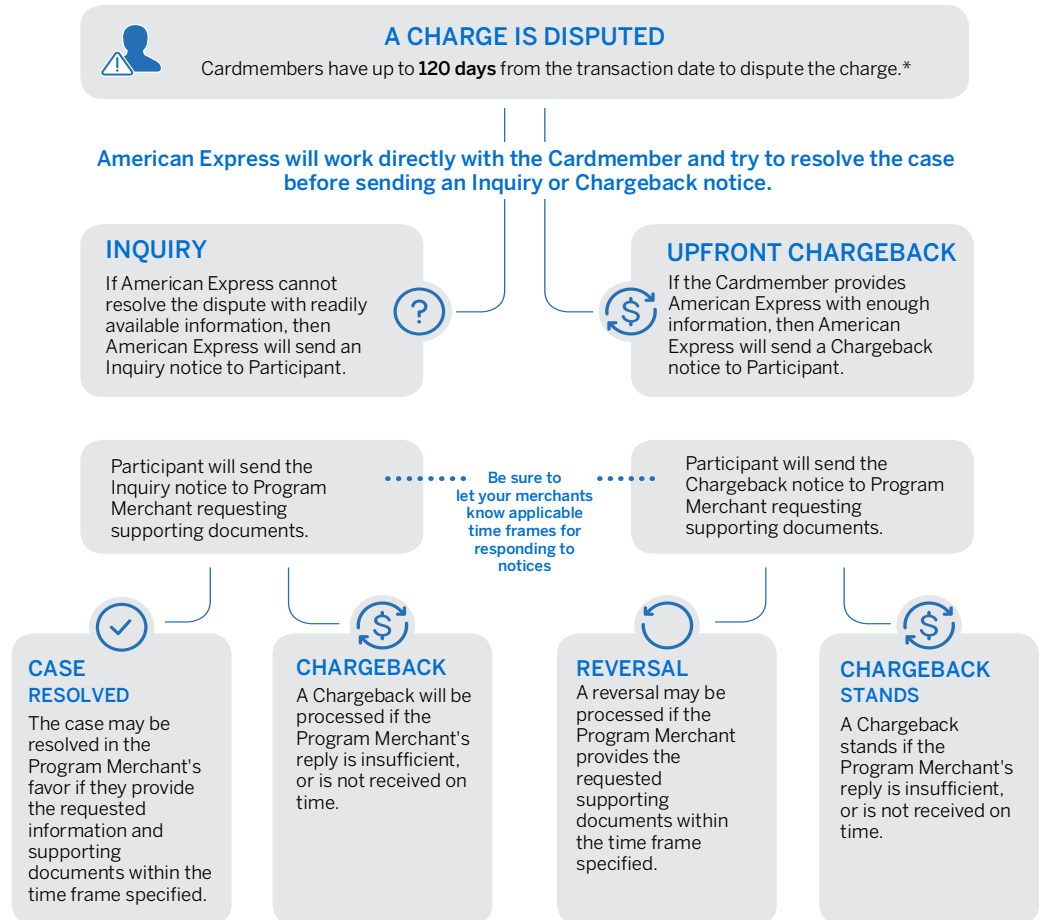 A CHARGE IS DISPUTED
Cardmembers have up to 120 days from the transaction date to dispute the charge.*
American Express will work directly with the Cardmember and try to resolve the case
before sending an Inquiry or Chargeback notice.
INQUIRY
If American Express cannot
resolve the dispute with readily
available information, then
American Express will send an
Inquiry notice to Participant.
?
$
UPFRONT CHARGEBACK
If the Cardmember provides
American Express with enough
information, then American
Express will send a Chargeback
notice to Participant.
Participant will send the
Inquiry notice to Program
Merchant requesting
supporting documents.
Be sure to
let your merchants
know applicable
time frames for
responding to
notices
Participant will send the
Chargeback notice to Program
Merchant requesting
supporting documents.
CASE
RESOLVED
The case may be
resolved in the
Program Merchant's
favor if they provide
the requested
information and
supporting
documents within the
time frame specified.
$
CHARGEBACK
A Chargeback will be
processed if the
Program Merchant's
reply is insufficient,
or is not received on
time.
REVERSAL
A reversal may be
processed if the
Program Merchant
provides the
requested
supporting
documents within
the time frame
specified.
$
CHARGEBACK
STANDS
A Chargeback
stands if the
Program Merchant's
reply is insufficient,
or is not received on
time.